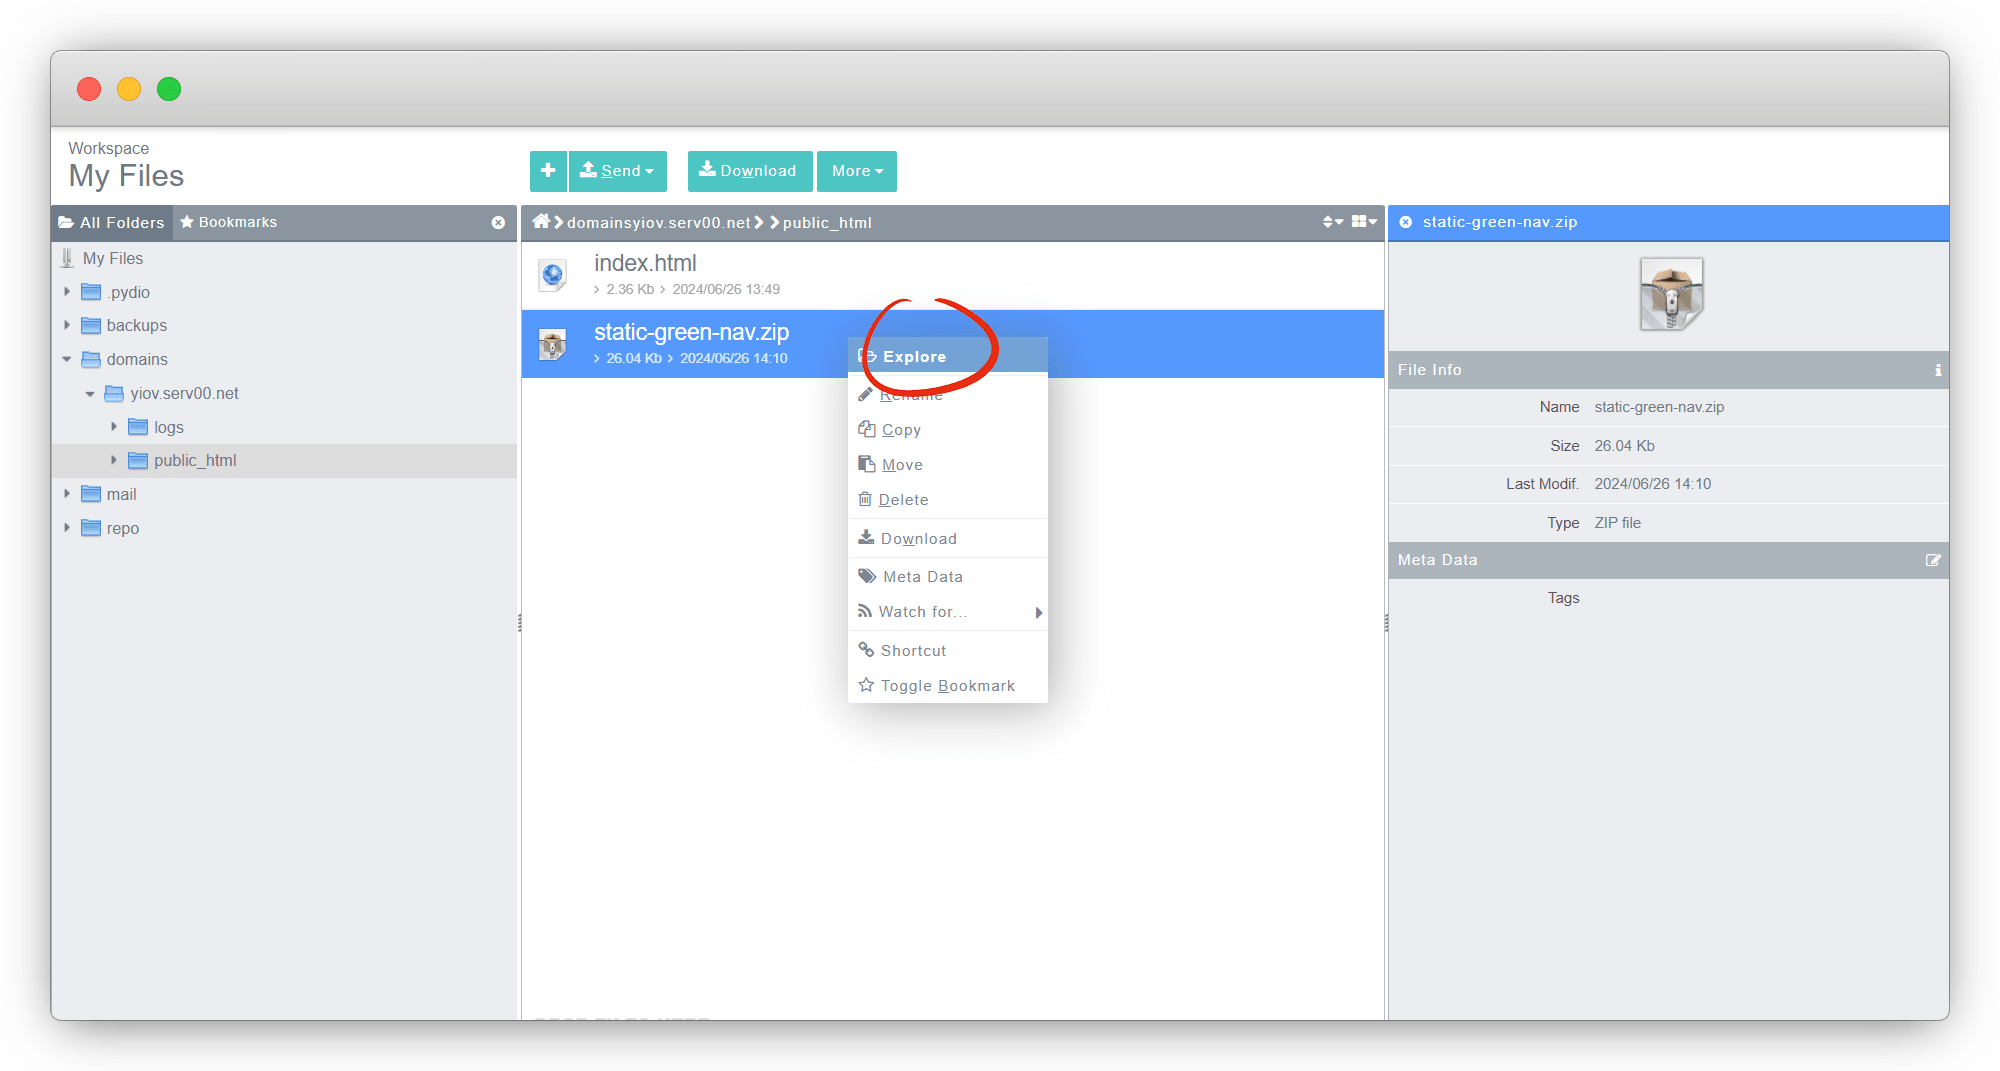 Workspace
My Files
Send
Download
More
All Folders
Bookmarks
domainsyiov.serv00.net
public_html
static-green-nav.zip
My Files
.pydio
backups
domains
yiov.serv00.net
logs
public_html
mail
repo
index.html
2.36 Kb
2024/06/26 13:49
static-green-nav.zip
26.04 Kb
2024/06/26 14:10
Explore
Rename
Copy
Move
Delete
Download
Meta Data
Watch for...
Shortcut
Toggle Bookmark
File Info
Name static-green-nav.zip
Size 26.04 Kb
Last Modif. 2024/06/26 14:10
Type ZIP file
Meta Data
Tags